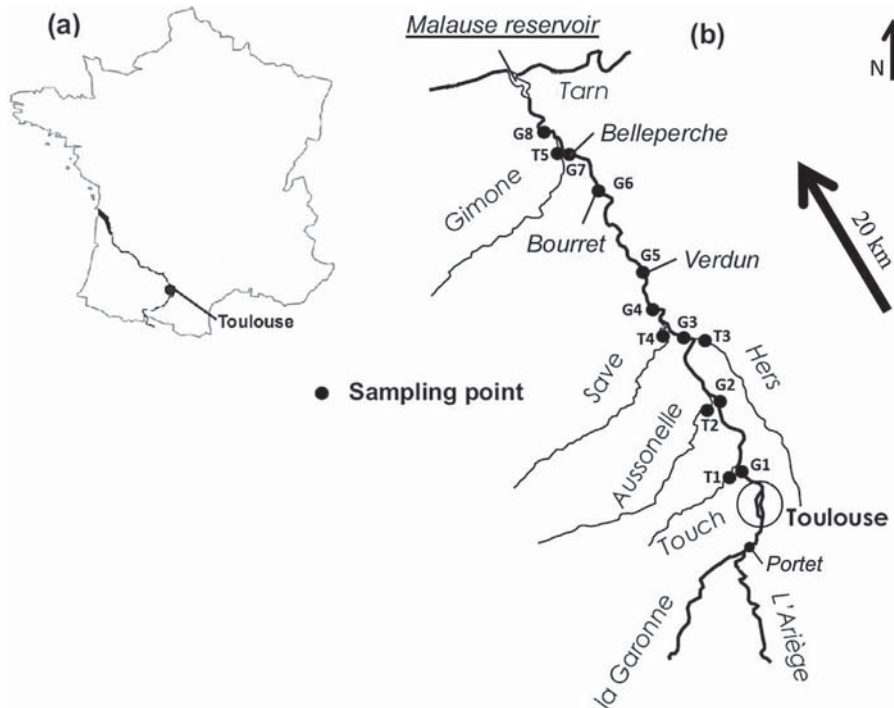 (a)
Toulouse
Sampling point
(b)
Malause reservoir
N
Tarn
G8
Belleperche
T5
G7
Gimone
G6
Bourret
20 km
G5
Verdun
G4
G3
T4
T3
Save
Hers
G2
T2
Aussonelle
G1
T1
Toulouse
Touch
Portet
la Garonne
L'Ariège